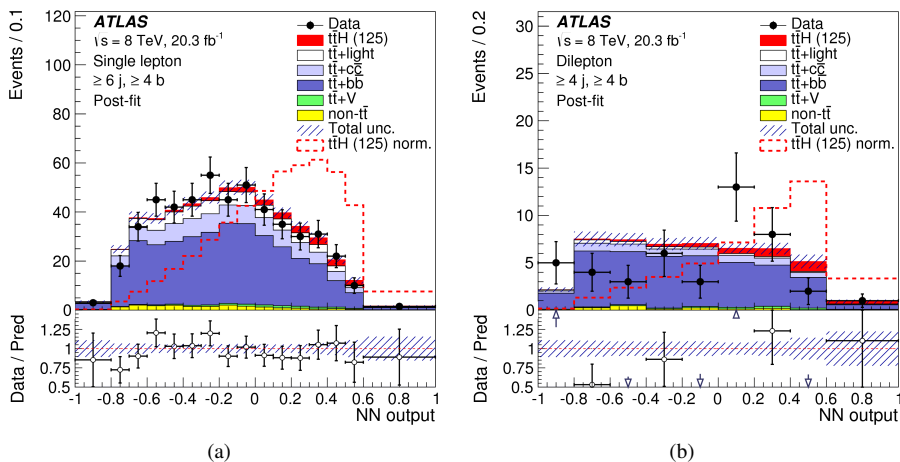 ATLAS
√s = 8 TeV, 20.3 fb⁻¹
Single lepton
≥ 6 j, ≥ 4 b
Post-fit
Data
tt̄H (125)
tt̄+light
tt̄+cc̄
tt̄+bb̄
tt̄+V
non-tt̄
Total unc.
tt̄H (125) norm.
Events / 0.1
120
100
80
60
40
20
0
Data / Pred
1.25
1
0.75
0.5
-1 -0.8 -0.6 -0.4 -0.2 0 0.2 0.4 0.6 0.8 1
NN output
(a)
ATLAS
√s = 8 TeV, 20.3 fb⁻¹
Dilepton
≥ 4 j, ≥ 4 b
Post-fit
Data
tt̄H (125)
tt̄+light
tt̄+cc̄
tt̄+bb̄
tt̄+V
non-tt̄
Total unc.
tt̄H (125) norm.
Events / 0.2
30
25
20
15
10
5
0
Data / Pred
1.25
1
0.75
0.5
-1 -0.8 -0.6 -0.4 -0.2 0 0.2 0.4 0.6 0.8 1
NN output
(b)